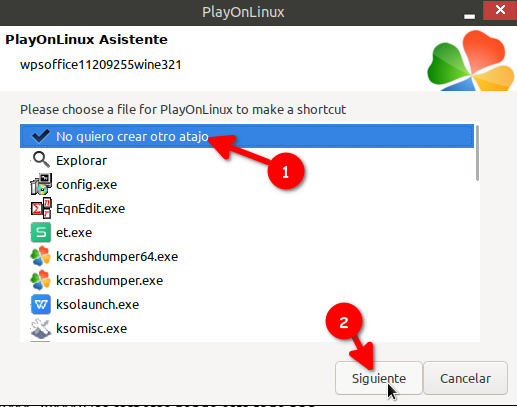 PlayOnLinux
PlayOnLinux Asistente
wpsoffice11209255wine321
Please choose a file for PlayOnLinux to make a shortcut
No quiero crear otro atajo
Explorar
config.exe
EqnEdit.exe
et.exe
kcrashdumper64.exe
kcrashdumper.exe
ksolaunch.exe
ksomisc.exe
1
2
Siguiente
Cancelar